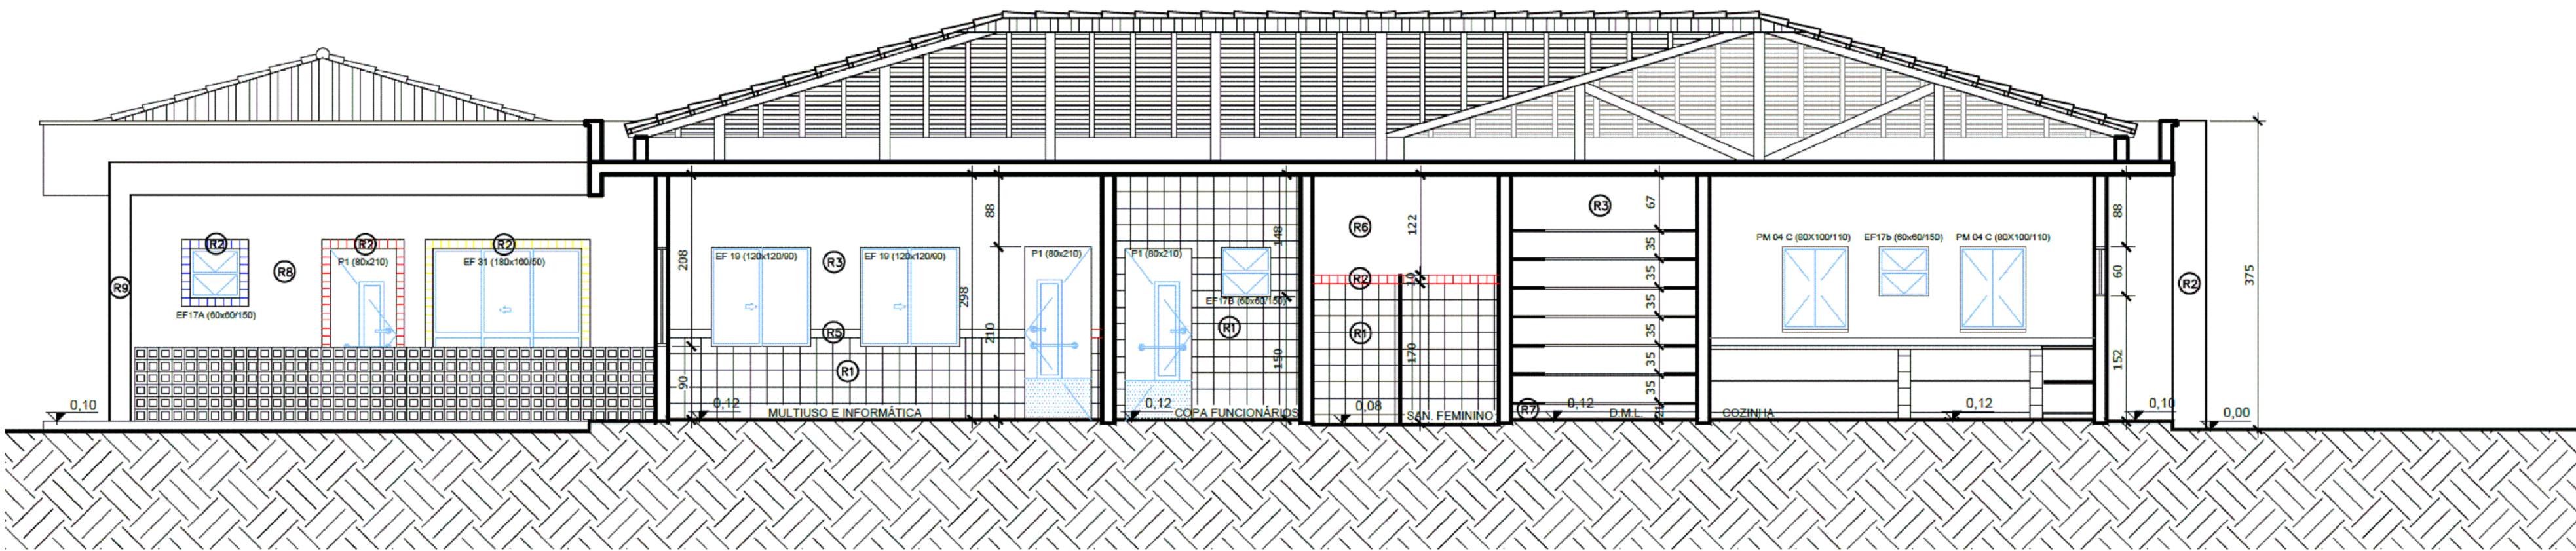 R2
R2
R2
P1 (80x210)
EF 31 (180x160/50)
R8
R9
EF17A (60x60/150)
0,10
208
90
0,12
EF 19 (120x120/90)
R3
EF 19 (120x120/90)
R5
R1
MULTIUSO E INFORMÁTICA
298
88
210
P1 (80x210)
P1 (80x210)
148
EF17B (60x60/150)
R1
150
0,12
COPA FUNCIONÁRIOS
R6
122
R2
10
R1
170
0,08
SAN. FEMININO
R3
67
35
35
35
35
35
35
21
R7
0,12
D.M.L.
PM 04 C (80X100/110)
EF17b (60x60/150)
PM 04 C (80X100/110)
COZINHA
0,12
88
60
152
0,10
R2
375
0,00